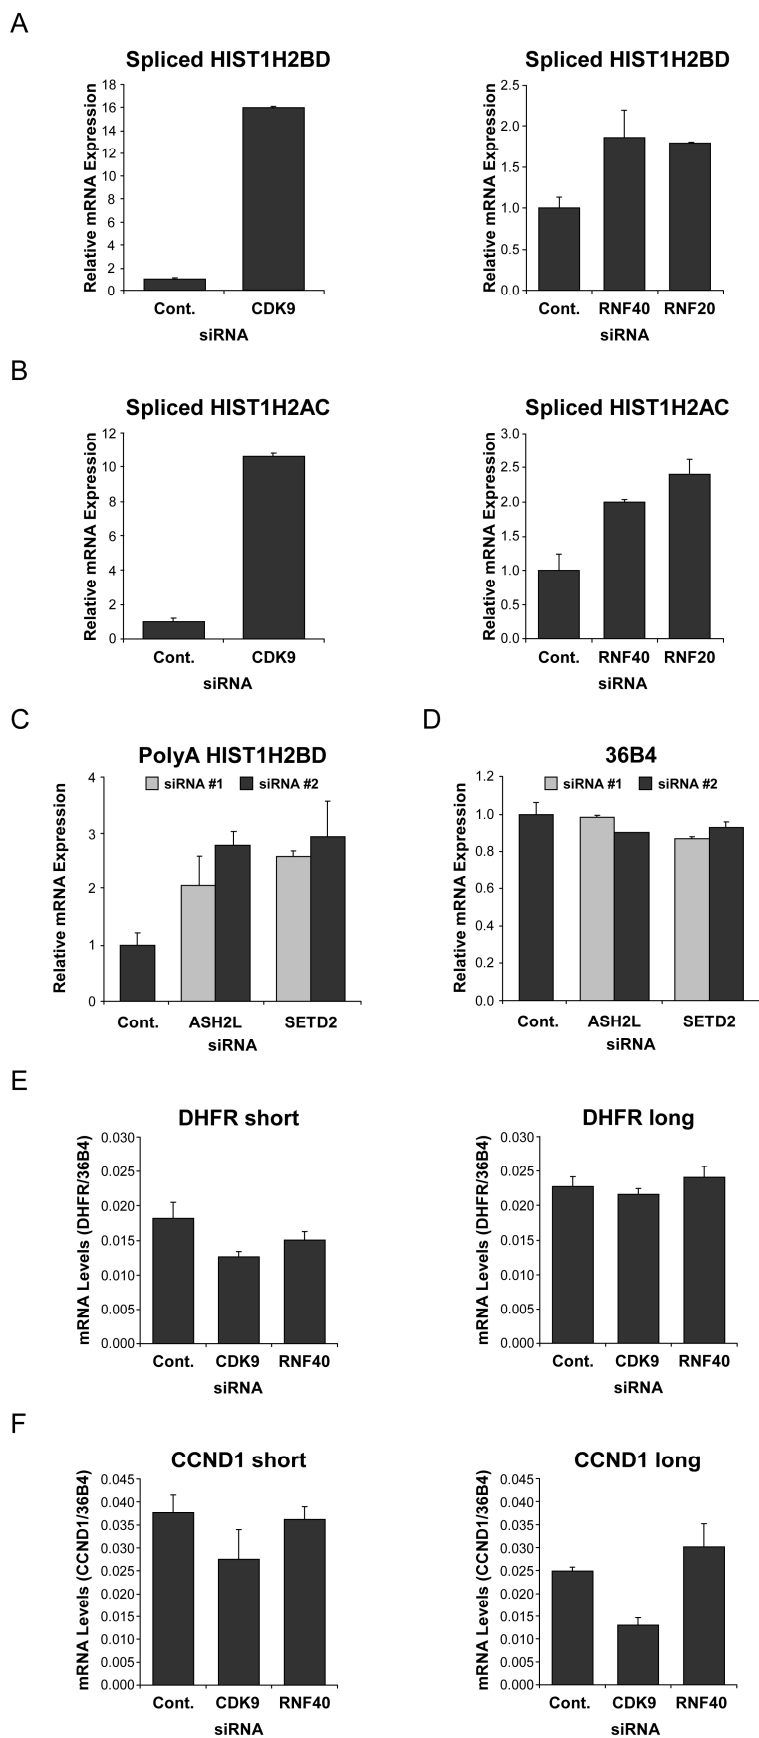 A
Spliced HIST1H2BD
Relative mRNA Expression
18
16
14
12
10
8
6
4
2
0
Cont. CDK9
siRNA
Spliced HIST1H2BD
2.5
2.0
1.5
1.0
0.5
0.0
Cont. RNF40 RNF20
siRNA
B
Spliced HIST1H2AC
Relative mRNA Expression
12
10
8
6
4
2
0
Cont. CDK9
siRNA
Spliced HIST1H2AC
Relative mRNA Expression
3.0
2.5
2.0
1.5
1.0
0.5
0.0
Cont. RNF40 RNF20
siRNA
C
PolyA HIST1H2BD
siRNA #1 siRNA #2
Relative mRNA Expression
4
3
2
1
0
Cont. ASH2L SETD2
siRNA
D
36B4
siRNA #1 siRNA #2
Relative mRNA Expression
1.2
1.0
0.8
0.6
0.4
0.2
0.0
Cont. ASH2L SETD2
siRNA
E
DHFR short
mRNA Levels (DHFR/36B4)
0.030
0.025
0.020
0.015
0.010
0.005
0.000
Cont. CDK9 RNF40
siRNA
DHFR long
mRNA Levels (DHFR/36B4)
0.030
0.025
0.020
0.015
0.010
0.005
0.000
Cont. CDK9 RNF40
siRNA
F
CCND1 short
mRNA Levels (CCND1/36B4)
0.045
0.040
0.035
0.030
0.025
0.020
0.015
0.010
0.005
0.000
Cont. CDK9 RNF40
siRNA
CCND1 long
mRNA Levels (CCND1/36B4)
0.045
0.040
0.035
0.030
0.025
0.020
0.015
0.010
0.005
0.000
Cont. CDK9 RNF40
siRNA